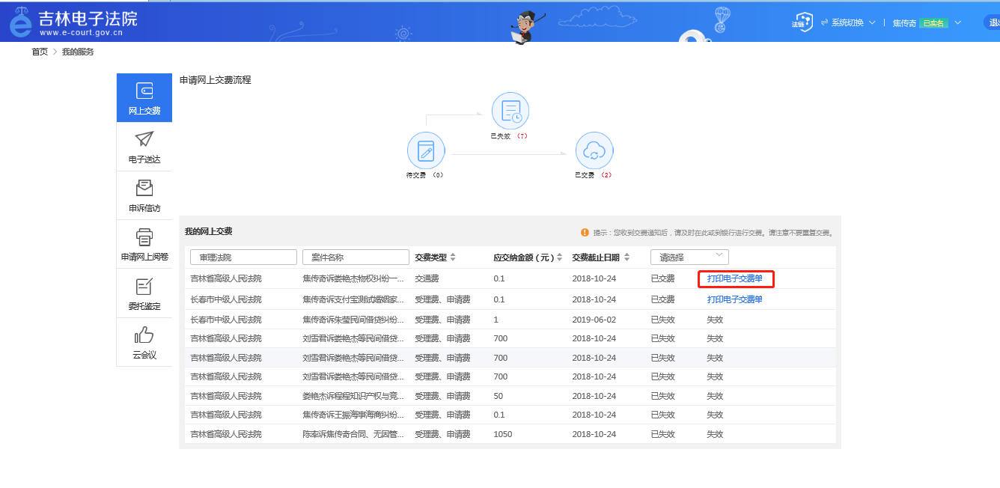 吉林电子法院
www.e-court.gov.cn
法链
系统切换
焦传奇 已实名
首页 > 我的服务
网上交费
电子送达
申诉信访
申请网上阅卷
委托鉴定
云会议
申请网上交费流程
已失效 (7)
待交费 (0)
已交费 (2)
我的网上交费
提示:您收到交费通知后,请及时在此或到银行进行交费。请注意不要重复交费。
审理法院 案件名称 交费类型 应交纳金额(元) 交费截止日期 请选择
吉林省高级人民法院 焦传奇诉娄艳杰物权纠纷一... 交通费 0.1 2018-10-24 已交费 打印电子交费单
长春市中级人民法院 焦传奇诉支付宝测试婚姻家... 受理费、申请费 0.1 2018-10-24 已交费 打印电子交费单
长春市中级人民法院 焦传奇诉朱莹民间借贷纠纷... 受理费、申请费 1 2019-06-02 已失效 失效
吉林省高级人民法院 刘雪君诉娄艳杰等民间借贷... 受理费、申请费 700 2018-10-24 已失效 失效
吉林省高级人民法院 刘雪君诉娄艳杰等民间借贷... 受理费、申请费 700 2018-10-24 已失效 失效
吉林省高级人民法院 刘雪君诉娄艳杰等民间借贷... 受理费、申请费 700 2018-10-24 已失效 失效
吉林省高级人民法院 娄艳杰诉程程知识产权与竞... 受理费、申请费 50 2018-10-24 已失效 失效
吉林省高级人民法院 焦传奇诉王振海事海商纠纷... 受理费、申请费 0.1 2018-10-24 已失效 失效
吉林省高级人民法院 陈率诉焦传奇合同、无因管... 受理费、申请费 1050 2018-10-24 已失效 失效